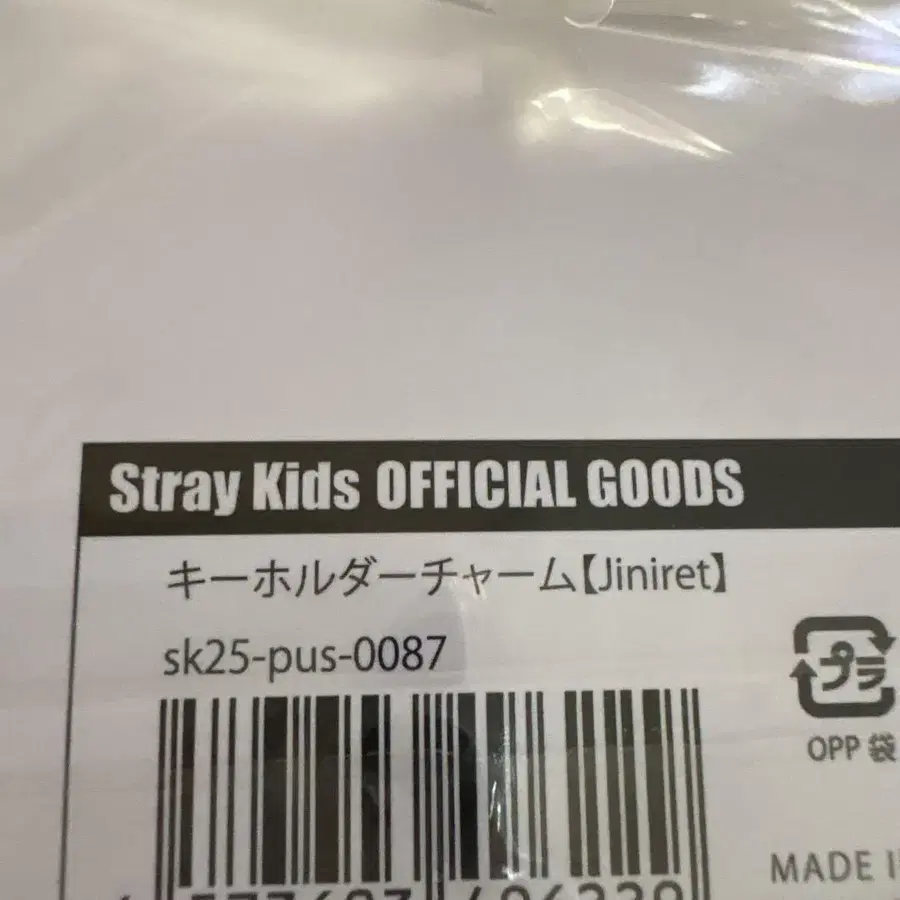 Stray Kids OFFICIAL GOODS
キーホルダーチャーム【Jiniret】
sk25-pus-0087
プラ
OPP 袋
MADE